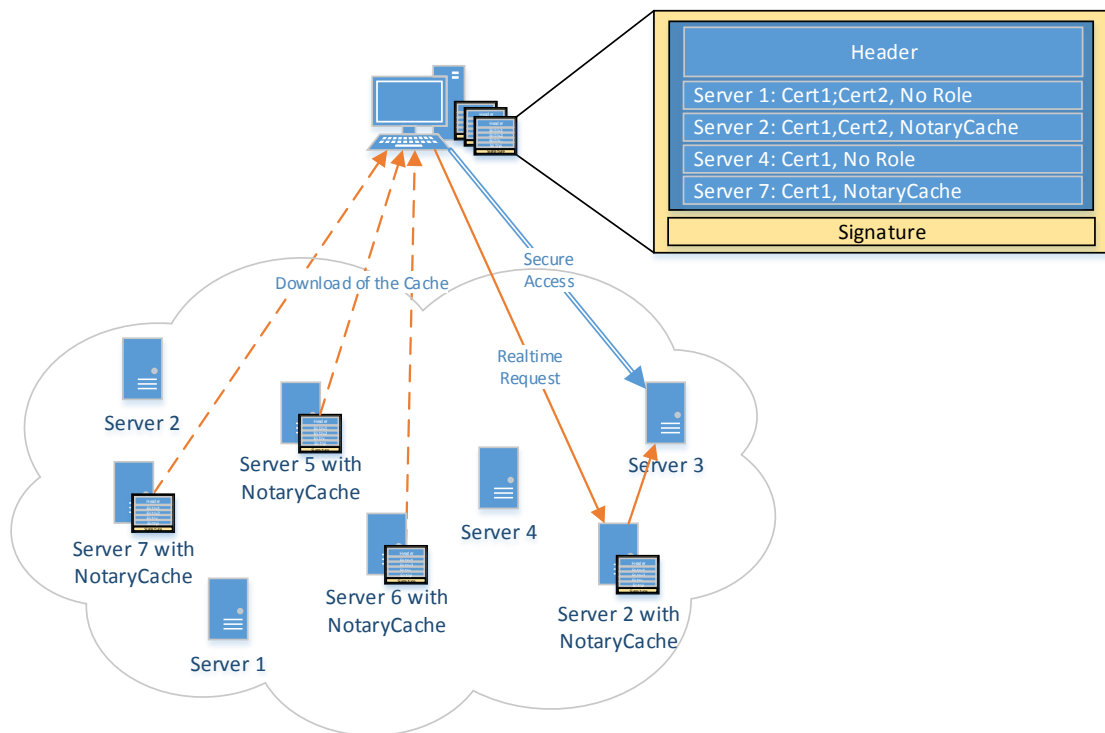 Header
Server 1: Cert1;Cert2, No Role
Server 2: Cert1,Cert2, NotaryCache
Server 4: Cert1, No Role
Server 7: Cert1, NotaryCache
Signature
Secure
Access
Download of the Cache
Realtime
Request
Server 2
Server 5 with
NotaryCache
Server 3
Server 4
Server 7 with
NotaryCache
Server 6 with
NotaryCache
Server 2 with
NotaryCache
Server 1